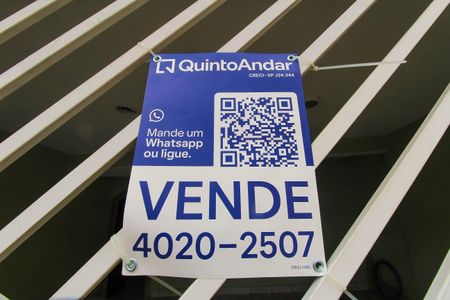 QuintoAndar
CRECI-SP J24.344
Mande um
Whatsapp
ou ligue.
VENDE
4020-2507